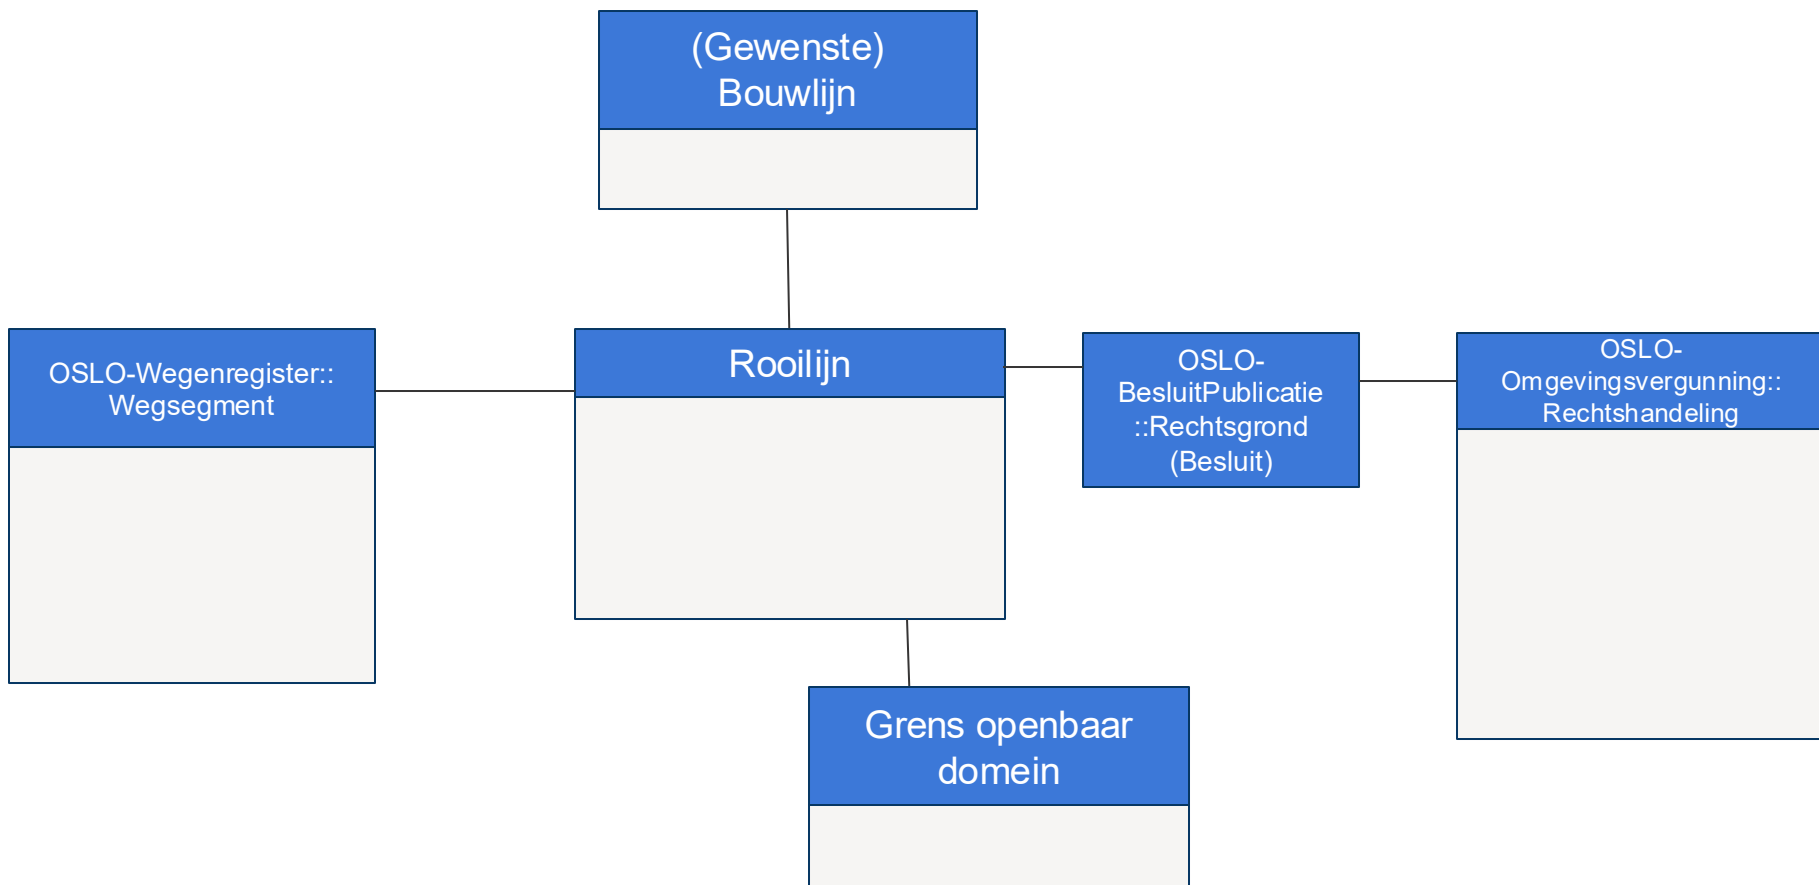 (Gewenste)
Bouwlijn
OSLO-Wegenregister::
Wegsegment
Rooilijn
OSLO-
BesluitPublicatie
::Rechtsgrond
(Besluit)
OSLO-
Omgevingsvergunning::
Rechtshandeling
Grens openbaar
domein